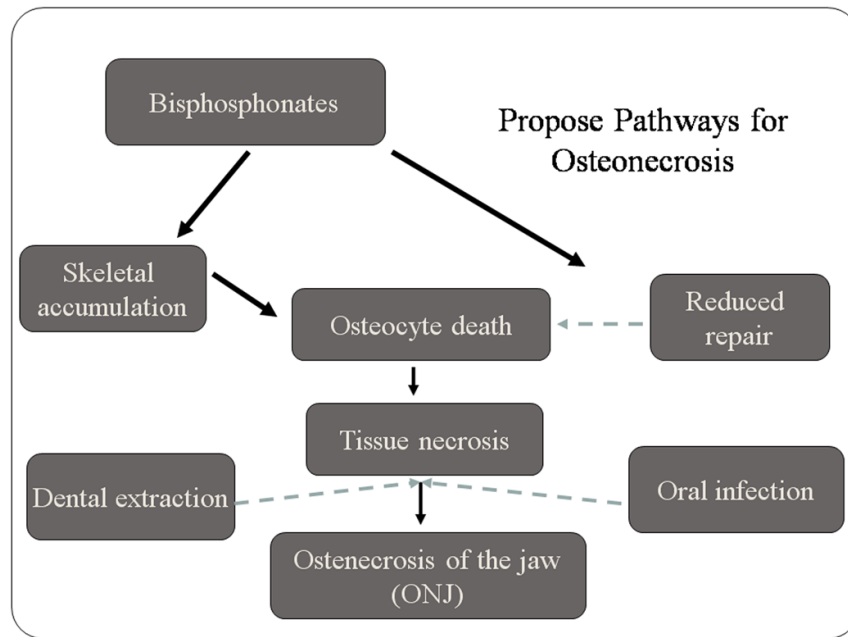 Bisphosphonates
Propose Pathways for
Osteonecrosis
Skeletal
accumulation
Osteocyte death
Reduced
repair
Tissue necrosis
Dental extraction
Oral infection
Ostenecrosis of the jaw
(ONJ)